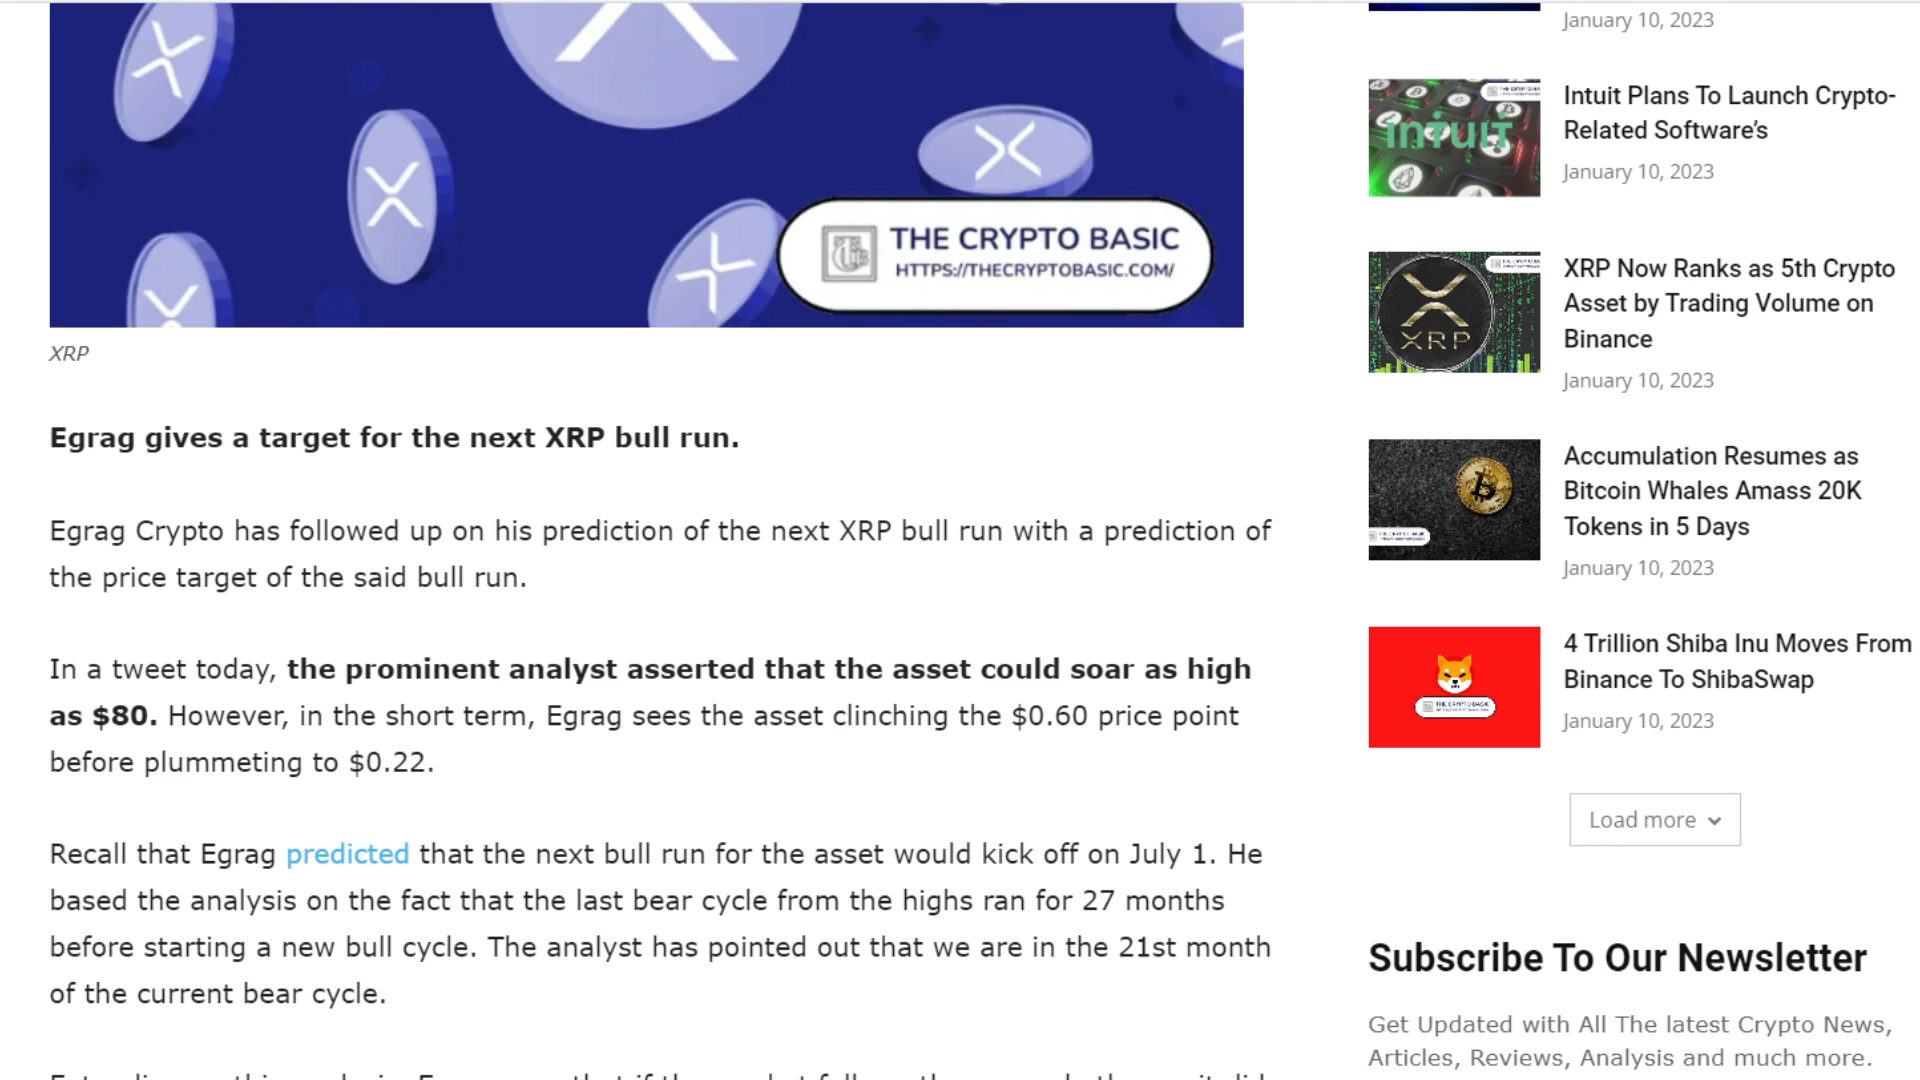 THE CRYPTO BASIC
HTTPS://THECRYPTOBASIC.COM/
XRP
Egrag gives a target for the next XRP bull run.
Egrag Crypto has followed up on his prediction of the next XRP bull run with a prediction of
the price target of the said bull run.
In a tweet today, the prominent analyst asserted that the asset could soar as high
as $80. However, in the short term, Egrag sees the asset clinching the $0.60 price point
before plummeting to $0.22.
Recall that Egrag predicted that the next bull run for the asset would kick off on July 1. He
based the analysis on the fact that the last bear cycle from the highs ran for 27 months
before starting a new bull cycle. The analyst has pointed out that we are in the 21st month
of the current bear cycle.
January 10, 2023
INTUIT
Intuit Plans To Launch Crypto-
Related Software's
January 10, 2023
XRP
XRP Now Ranks as 5th Crypto
Asset by Trading Volume on
Binance
January 10, 2023
Accumulation Resumes as
Bitcoin Whales Amass 20K
Tokens in 5 Days
January 10, 2023
THE CRYPTO BASIC
4 Trillion Shiba Inu Moves From
Binance To ShibaSwap
January 10, 2023
Load more
Subscribe To Our Newsletter
Get Updated with All The latest Crypto News,
Articles, Reviews, Analysis and much more.